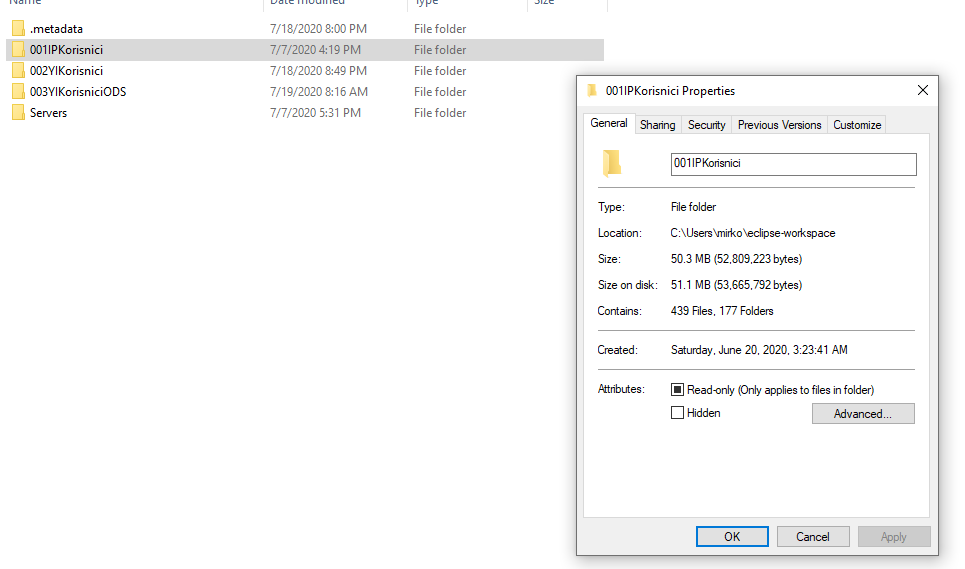 Name Date modified Type Size
.metadata 7/18/2020 8:00 PM File folder
001IPKorisnici 7/7/2020 4:19 PM File folder
002YIKorisnici 7/18/2020 8:49 PM File folder
003YIKorisniciODS 7/19/2020 8:16 AM File folder
Servers 7/7/2020 5:31 PM File folder
001IPKorisnici Properties
General Sharing Security Previous Versions Customize
001IPKorisnici
Type: File folder
Location: C:\Users\mirko\eclipse-workspace
Size: 50.3 MB (52,809,223 bytes)
Size on disk: 51.1 MB (53,665,792 bytes)
Contains: 439 Files, 177 Folders
Created: Saturday, June 20, 2020, 3:23:41 AM
Attributes: Read-only (Only applies to files in folder)
Hidden Advanced...
OK Cancel Apply